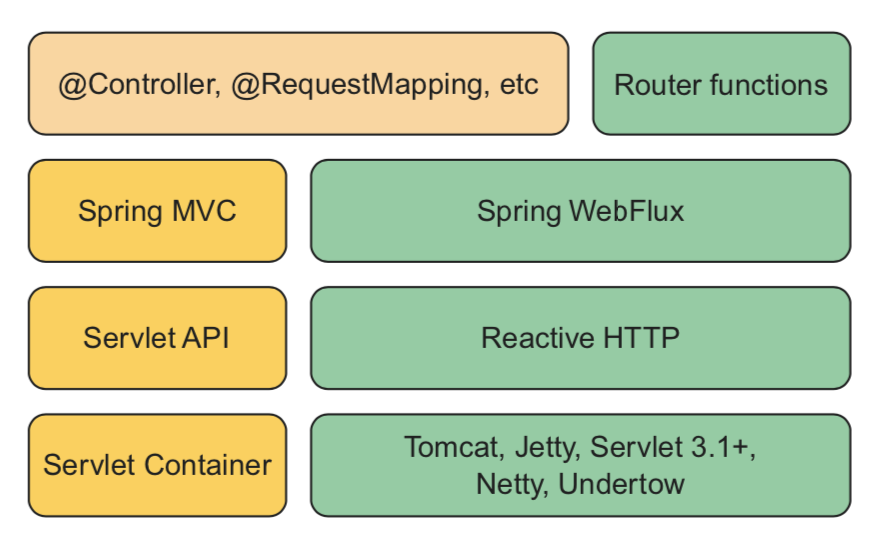 @Controller, @RequestMapping, etc
Router functions
Spring MVC
Spring WebFlux
Servlet API
Reactive HTTP
Servlet Container
Tomcat, Jetty, Servlet 3.1+,
Netty, Undertow